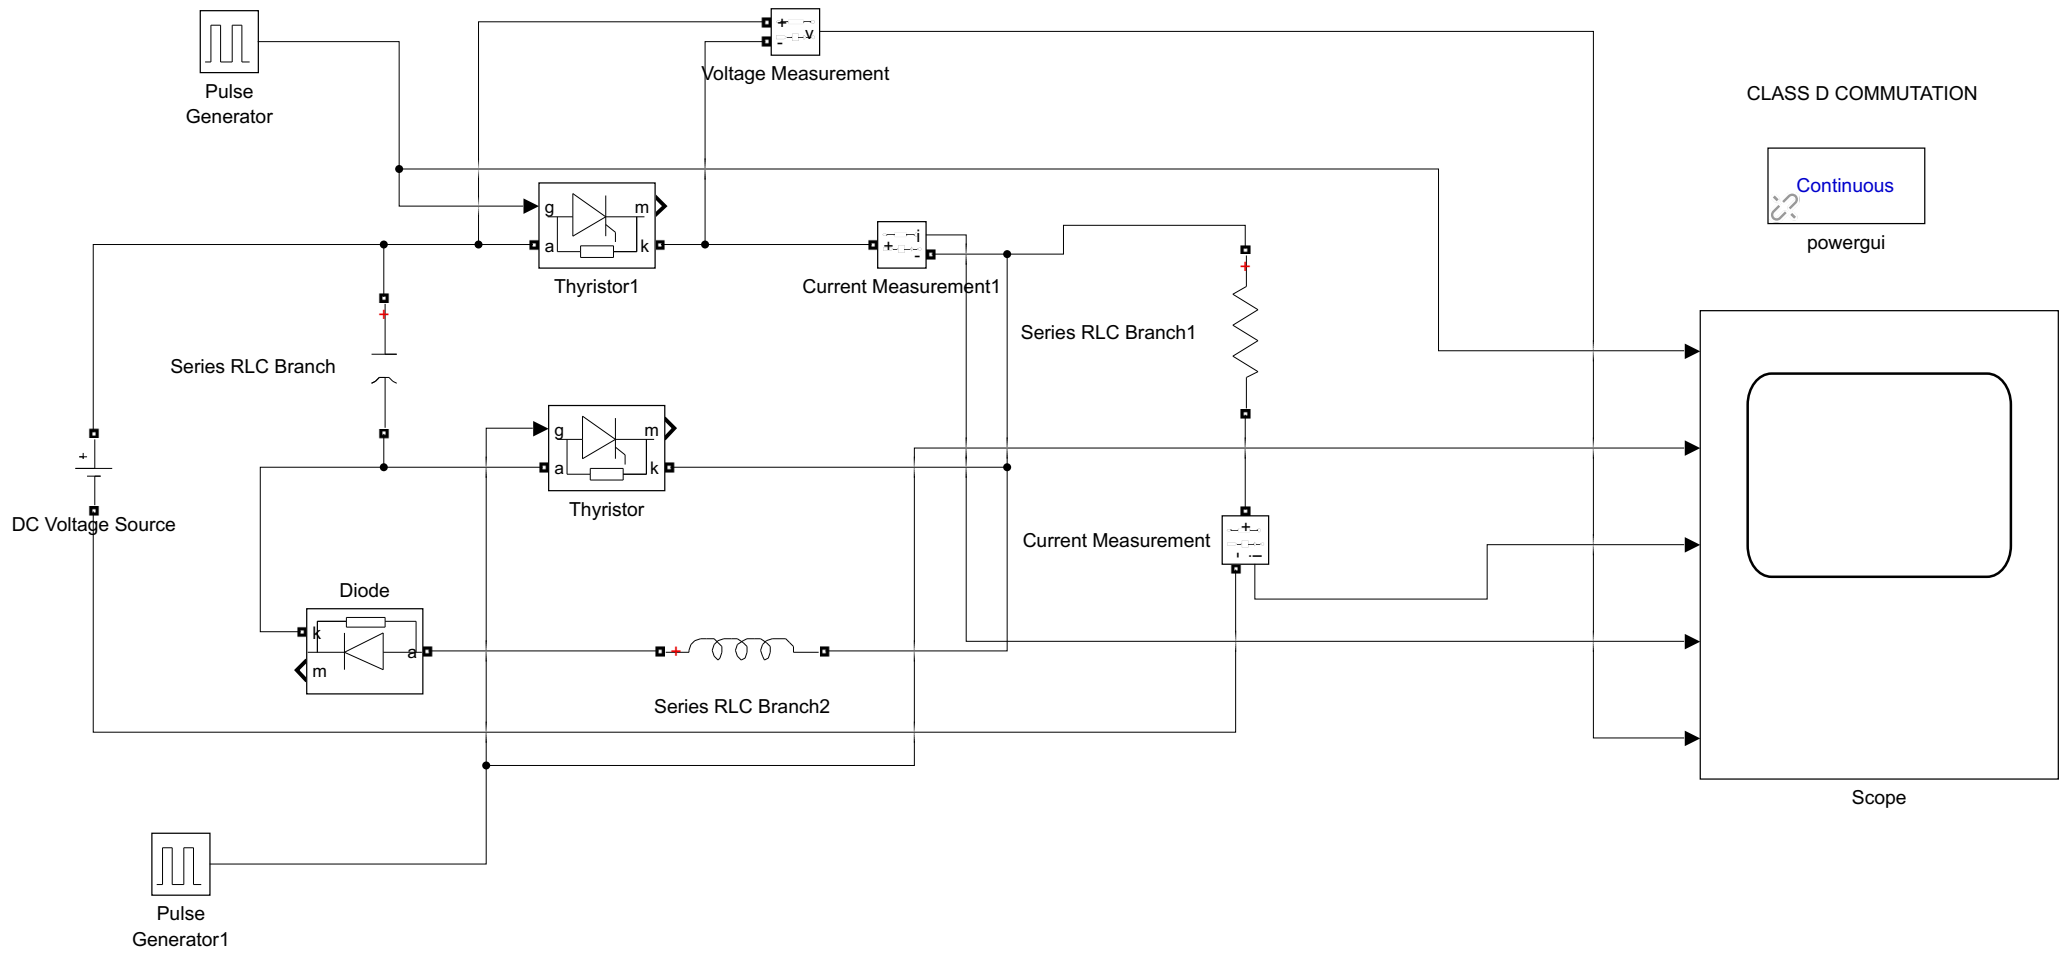 Pulse
Generator
+
-
v
Voltage Measurement
CLASS D COMMUTATION
Continuous
powergui
g
m
a
k
Thyristor1
i
+
-
Current Measurement1
+
+
Series RLC Branch1
Series RLC Branch
g
m
a
k
Thyristor
+
DC Voltage Source
+
-
i
Current Measurement
Diode
k
a
m
+
Series RLC Branch2
Scope
Pulse
Generator1